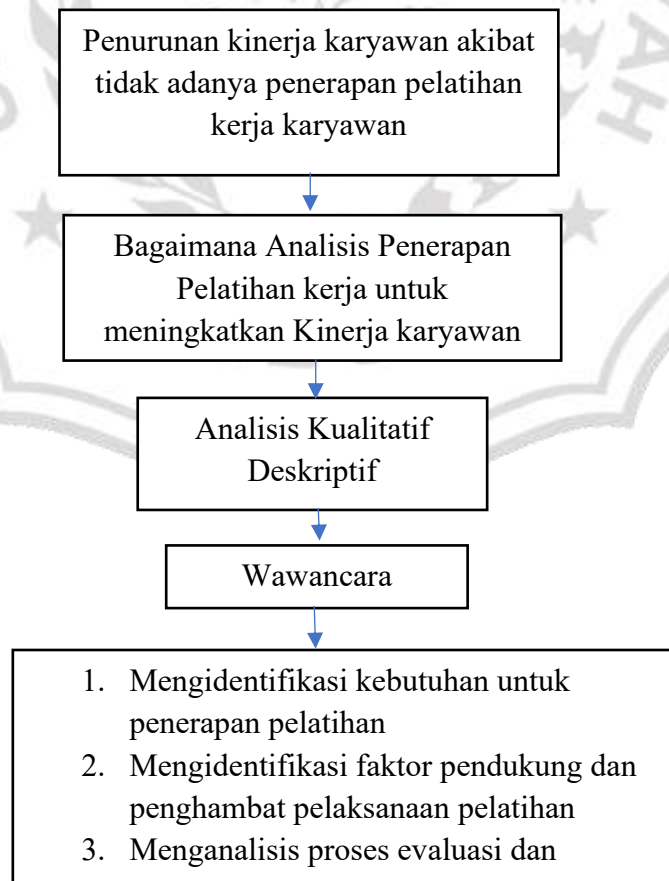 Penurunan kinerja karyawan akibat
tidak adanya penerapan pelatihan
kerja karyawan
Bagaimana Analisis Penerapan
Pelatihan kerja untuk
meningkatkan Kinerja karyawan
Analisis Kualitatif
Deskriptif
Wawancara
1. Mengidentifikasi kebutuhan untuk
penerapan pelatihan
2. Mengidentifikasi faktor pendukung dan
penghambat pelaksanaan pelatihan
3. Menganalisis proses evaluasi dan